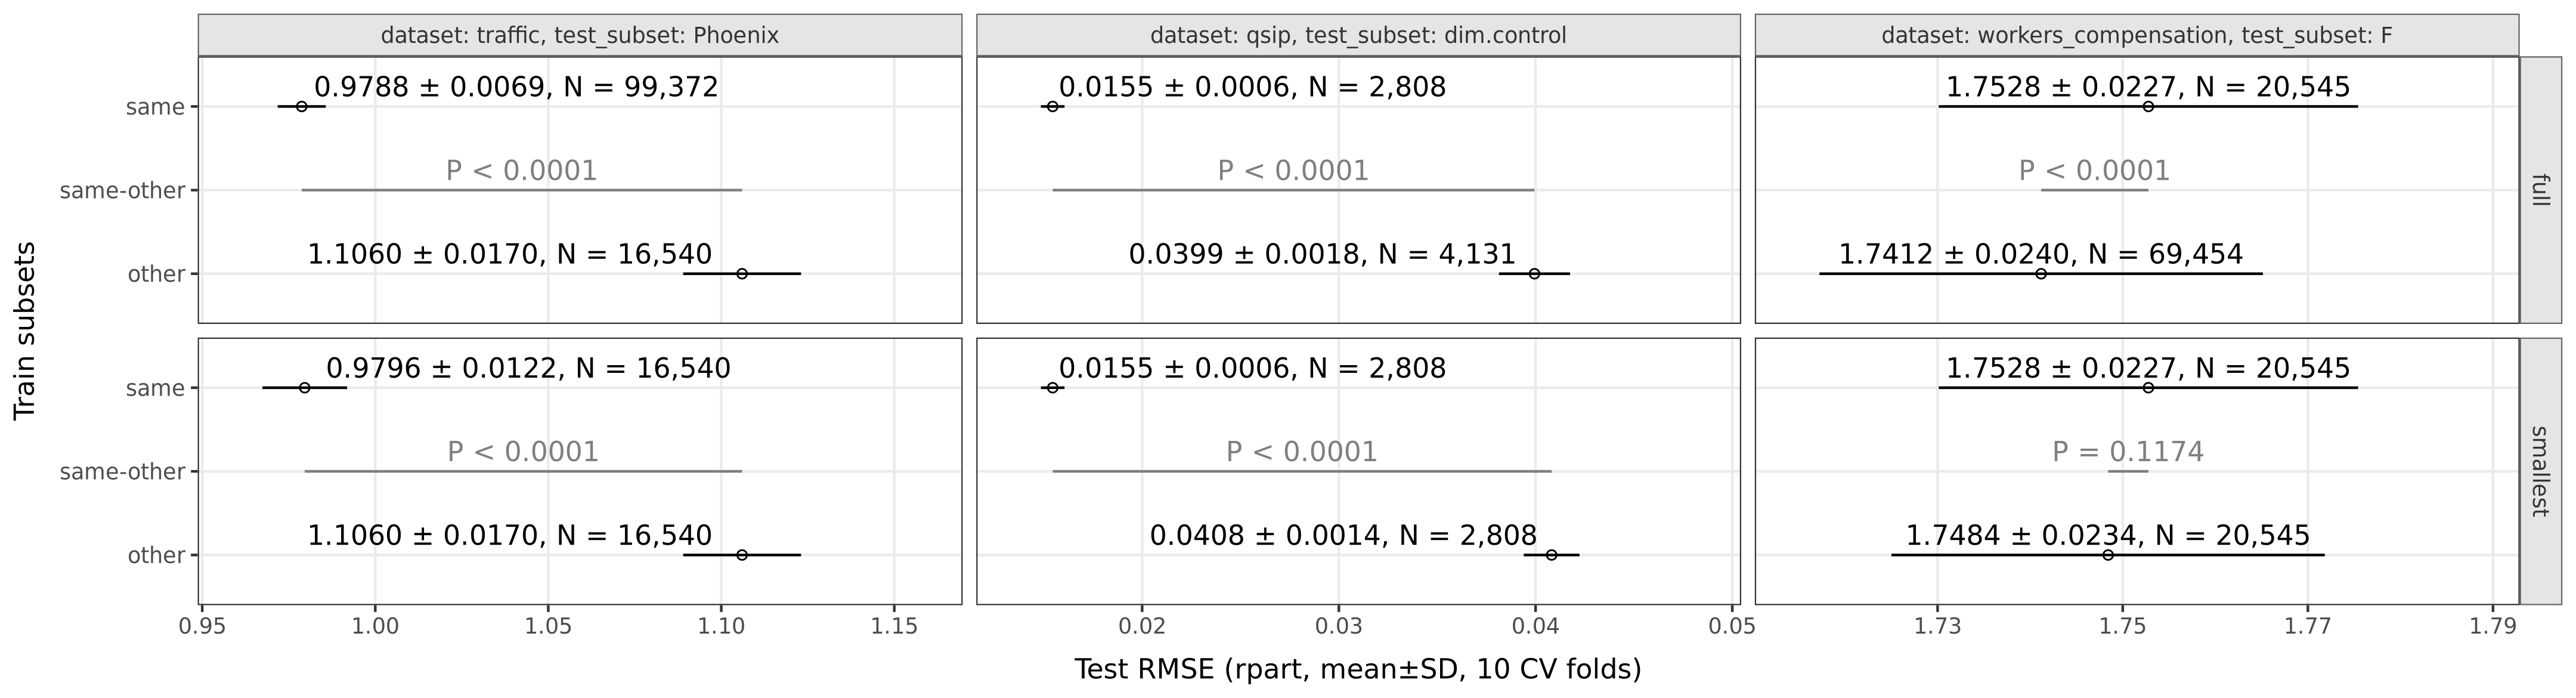 dataset: traffic, test_subset: Phoenix
dataset: qsip, test_subset: dim.control
dataset: workers_compensation, test_subset: F
Train subsets
same
same-other
other
0.9788 ± 0.0069, N = 99,372
P < 0.0001
1.1060 ± 0.0170, N = 16,540
0.0155 ± 0.0006, N = 2,808
P < 0.0001
0.0399 ± 0.0018, N = 4,131
1.7528 ± 0.0227, N = 20,545
P < 0.0001
1.7412 ± 0.0240, N = 69,454
full
same
same-other
other
0.9796 ± 0.0122, N = 16,540
P < 0.0001
1.1060 ± 0.0170, N = 16,540
0.0155 ± 0.0006, N = 2,808
P < 0.0001
0.0408 ± 0.0014, N = 2,808
1.7528 ± 0.0227, N = 20,545
P = 0.1174
1.7484 ± 0.0234, N = 20,545
smallest
0.95 1.00 1.05 1.10 1.15
0.02 0.03 0.04 0.05
1.73 1.75 1.77 1.79
Test RMSE (rpart, mean±SD, 10 CV folds)